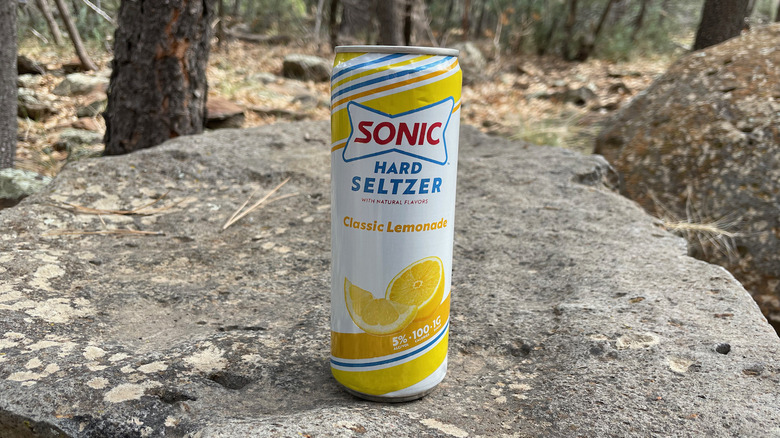 SONIC
HARD
SELTZER
WITH NATURAL FLAVORS
Classic Lemonade
5% · 100 · 1G